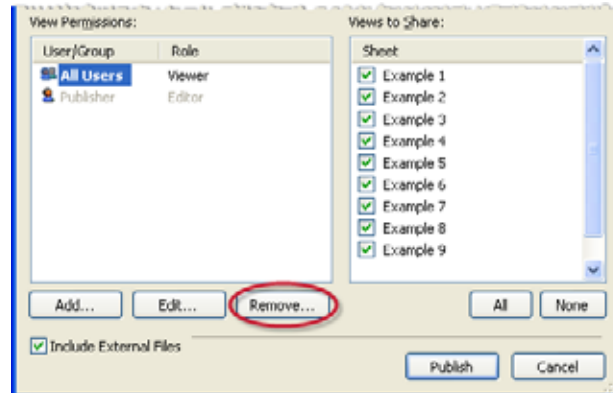 View Permissions:
Views to Share:
User/Group Role
All Users Viewer
Publisher Editor
Sheet
Example 1
Example 2
Example 3
Example 4
Example 5
Example 6
Example 7
Example 8
Example 9
Add... Edit... Remove...
All None
Include External Files
Publish Cancel